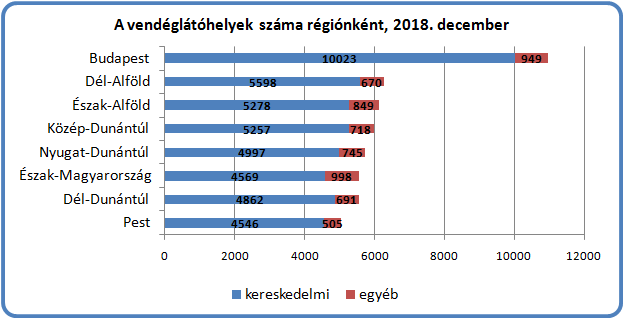 A vendéglátóhelyek száma régiónként, 2018. december
Budapest 10023 949
Dél-Alföld 5598 670
Észak-Alföld 5278 849
Közép-Dunántúl 5257 718
Nyugat-Dunántúl 4997 745
Észak-Magyarország 4569 998
Dél-Dunántúl 4862 691
Pest 4546 505
0 2000 4000 6000 8000 10000 12000
kereskedelmi egyéb